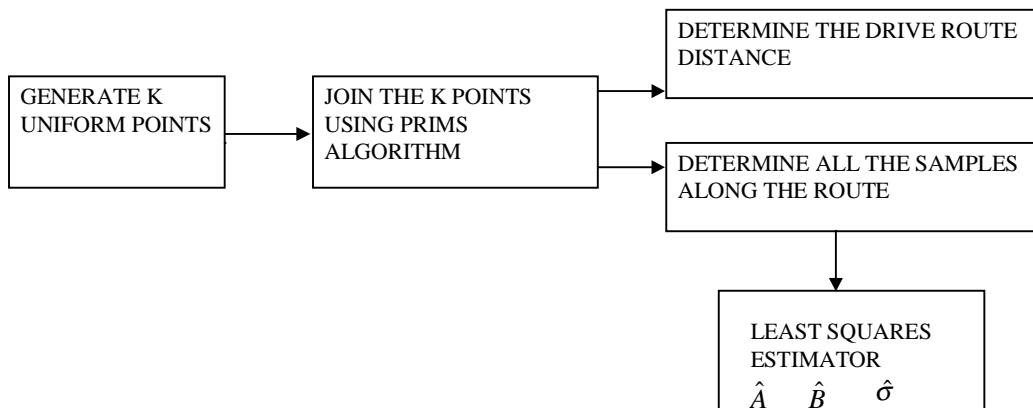 GENERATE K
UNIFORM POINTS
JOIN THE K POINTS
USING PRIMS
ALGORITHM
DETERMINE THE DRIVE ROUTE
DISTANCE
DETERMINE ALL THE SAMPLES
ALONG THE ROUTE
LEAST SQUARES
ESTIMATOR
Â B̂ σ̂